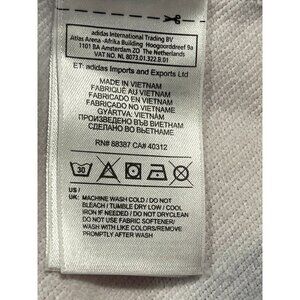 adidas International Trading BV
Atlas Arena -Afrika Building Hoogoorddreef 9a
1101 BA Amsterdam ZO The Netherlands
VAT NO. NL 8073.01.322.B.01
ET: adidas Imports and Exports Ltd
MADE IN VIETNAM
FABRIQUÉ AU VIETNAM
FABRICADO EN VIETNAM
FABRICADO NO VIETNAM
GYÁRTVA: VIETNÁM
ПРОИЗВЕДЕНО ВЪВ ВИЕТНАМ
СДЕЛАНО ВО ВЬЕТНАМЕ
RN# 88387 CA# 40312
30
US /
UK: MACHINE WASH COLD / DO NOT
BLEACH / TUMBLE DRY LOW / COOL
IRON IF NEEDED / DO NOT DRYCLEAN
DO NOT USE FABRIC SOFTENER/
WASH WITH LIKE COLORS/REMOVE
PROMPTLY AFTER WASH